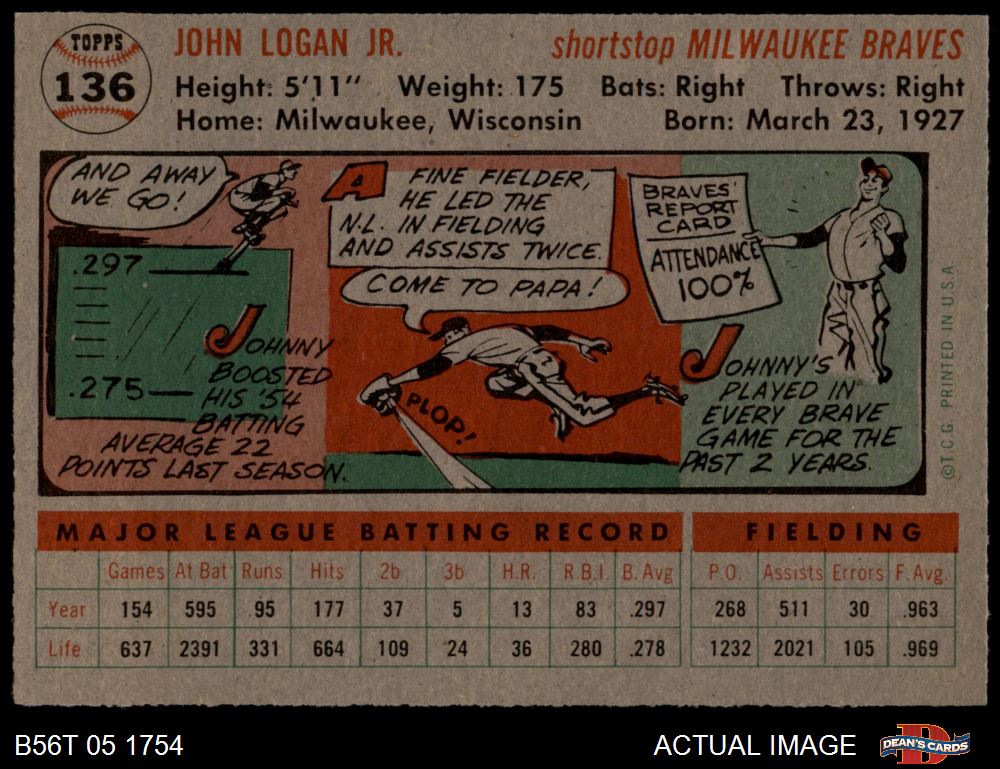 TOPPS
136
JOHN LOGAN JR.
shortstop MILWAUKEE BRAVES
Height: 5'11" Weight: 175 Bats: Right Throws: Right
Home: Milwaukee, Wisconsin Born: March 23, 1927
AND AWAY
WE GO!
.297
.275
JOHNNY
BOOSTED
HIS '54
BATTING
AVERAGE 22
POINTS LAST SEASON.
A FINE FIELDER,
HE LED THE
N.L. IN FIELDING
AND ASSISTS TWICE.
COME TO PAPA!
PLOP!
BRAVES'
REPORT
CARD
ATTENDANCE
100%
JOHNNY'S
PLAYED IN
EVERY BRAVE
GAME FOR THE
PAST 2 YEARS.
©T.C.G. PRINTED IN U.S.A
MAJOR LEAGUE BATTING RECORD FIELDING
Games At Bat Runs Hits 2b 3b H.R. R.B.I. B. Avg P.O. Assists Errors F. Avg.
Year 154 595 95 177 37 5 13 83 .297 268 511 30 .963
Life 637 2391 331 664 109 24 36 280 .278 1232 2021 105 .969
B56T 05 1754
ACTUAL IMAGE
DEAN'S CARDS